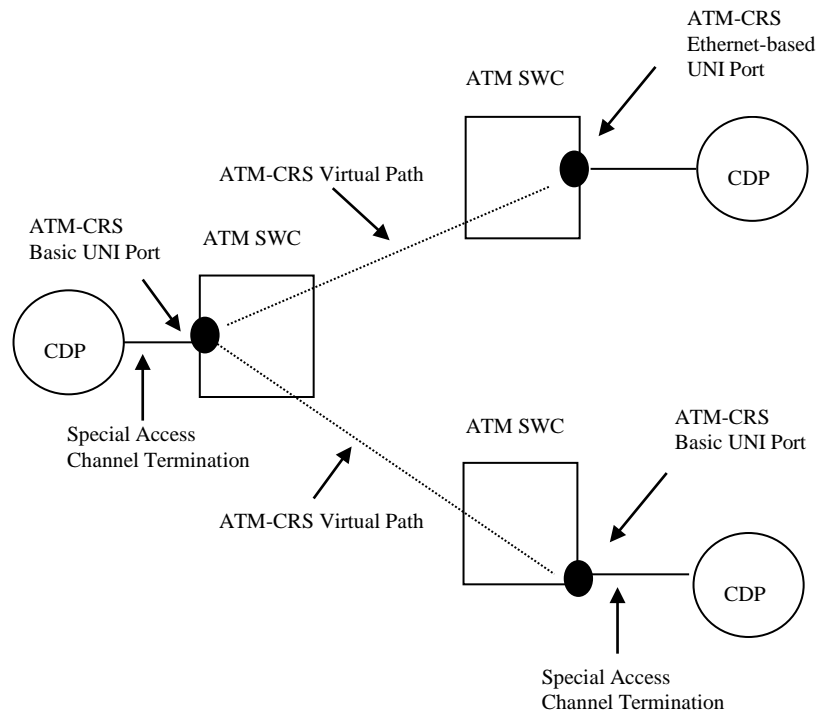 ATM-CRS
Ethernet-based
UNI Port
ATM SWC
CDP
ATM-CRS Virtual Path
ATM-CRS
Basic UNI Port
ATM SWC
CDP
Special Access
Channel Termination
ATM-CRS Virtual Path
ATM SWC
ATM-CRS
Basic UNI Port
CDP
Special Access
Channel Termination